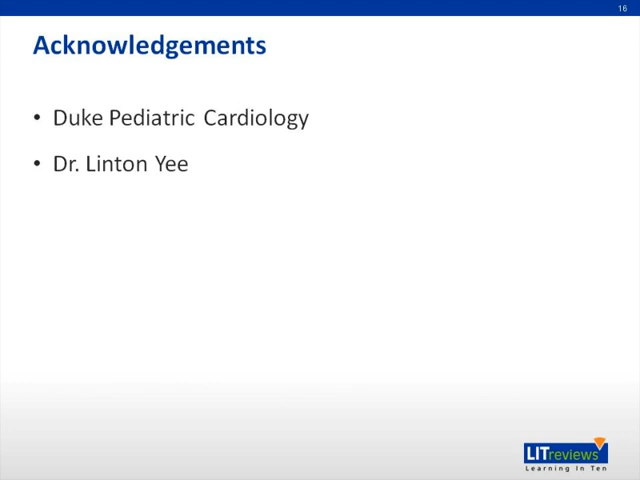 16
Acknowledgements
• Duke Pediatric Cardiology
• Dr. Linton Yee
LITreviews
Learning In Ten